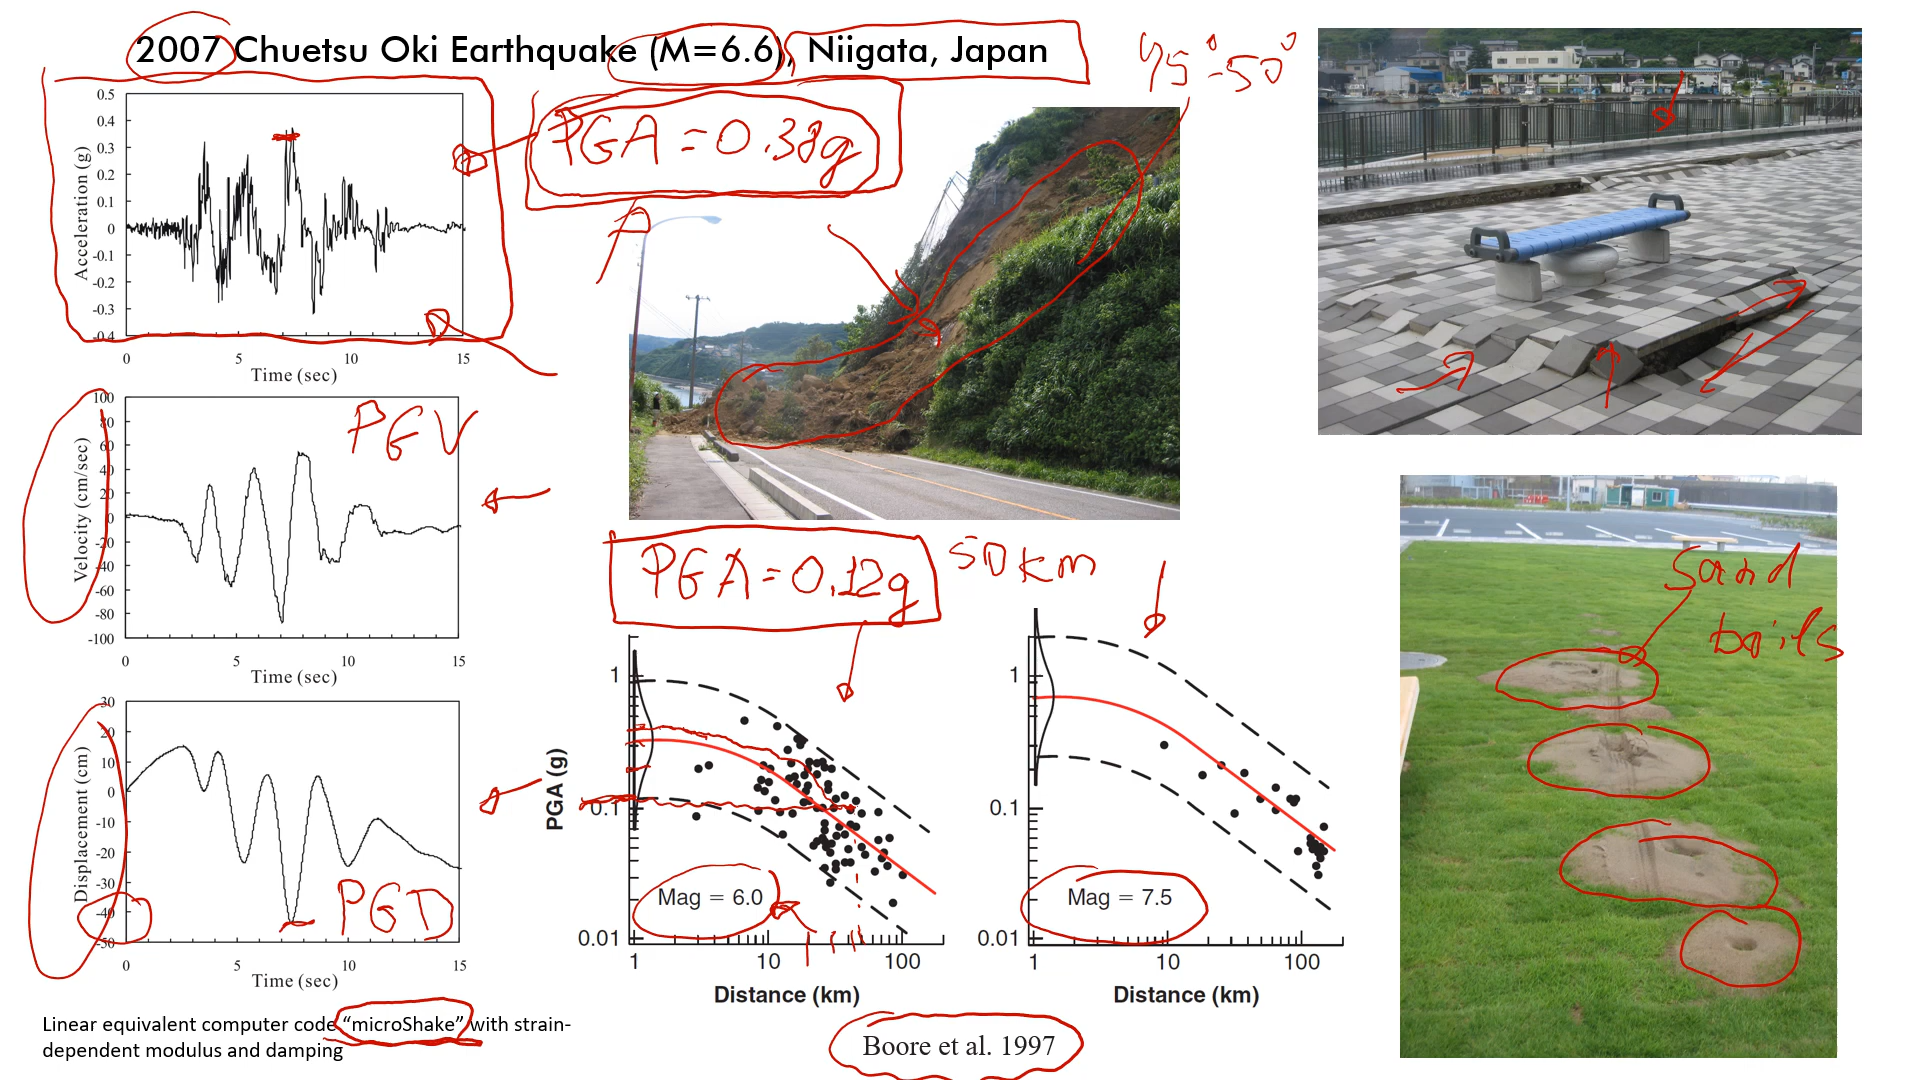 2007 Chuetsu Oki Earthquake (M=6.6), Niigata, Japan
45°-50°
PGA=0.38g
0.5
0.4
0.3
0.2
0.1
0
-0.1
-0.2
-0.3
-0.4
Acceleration (g)
0 5 10 15
Time (sec)
100
80
60
40
20
0
-20
-40
-60
-80
-100
Velocity (cm/sec)
PGV
0 5 10 15
Time (sec)
30
20
10
0
-10
-20
-30
-40
-50
Displacement (cm)
PGD
0 5 10 15
Time (sec)
Linear equivalent computer code “microShake” with strain-
dependent modulus and damping
PGA=0.12g
50km
PGA (g)
1
0.1
0.01
Mag = 6.0
1 10 100
Distance (km)
1
0.1
0.01
Mag = 7.5
1 10 100
Distance (km)
Boore et al. 1997
Sand
boils